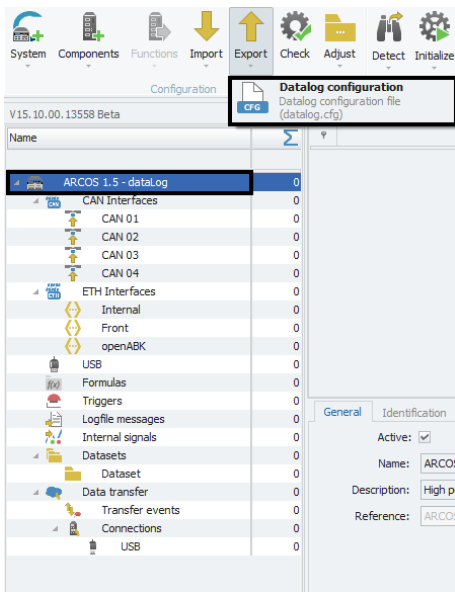 System Components Functions Import Export Check Adjust Detect Initialize
Configuration
CFG
Datalog configuration
Datalog configuration file
(datalog.cfg)
V15.10.00.13558 Beta
Name Σ
ARCOS 1.5 - dataLog 0
CAN Interfaces 0
CAN 01 0
CAN 02 0
CAN 03 0
CAN 04 0
ETH Interfaces 0
Internal 0
Front 0
openABK 0
USB 0
f(x) Formulas 0
Triggers 0
Logfile messages 0
Internal signals 0
Datasets 0
Dataset 0
Data transfer 0
Transfer events 0
Connections 0
USB 0
General Identification
Active:
Name: ARCOS
Description: High p
Reference: ARCOS